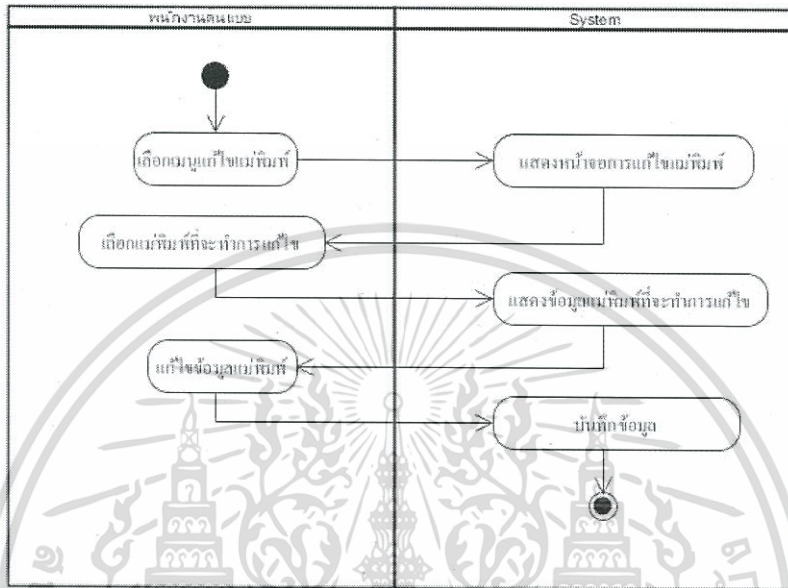 พนักงานต้นแบบ
System
เลือกเมนูแก้ไขแม่พิมพ์
แสดงหน้าจอการแก้ไขแม่พิมพ์
เลือกแม่พิมพ์ที่จะทำการแก้ไข
แสดงข้อมูลแม่พิมพ์ที่จะทำการแก้ไข
แก้ไขข้อมูลแม่พิมพ์
บันทึกข้อมูล